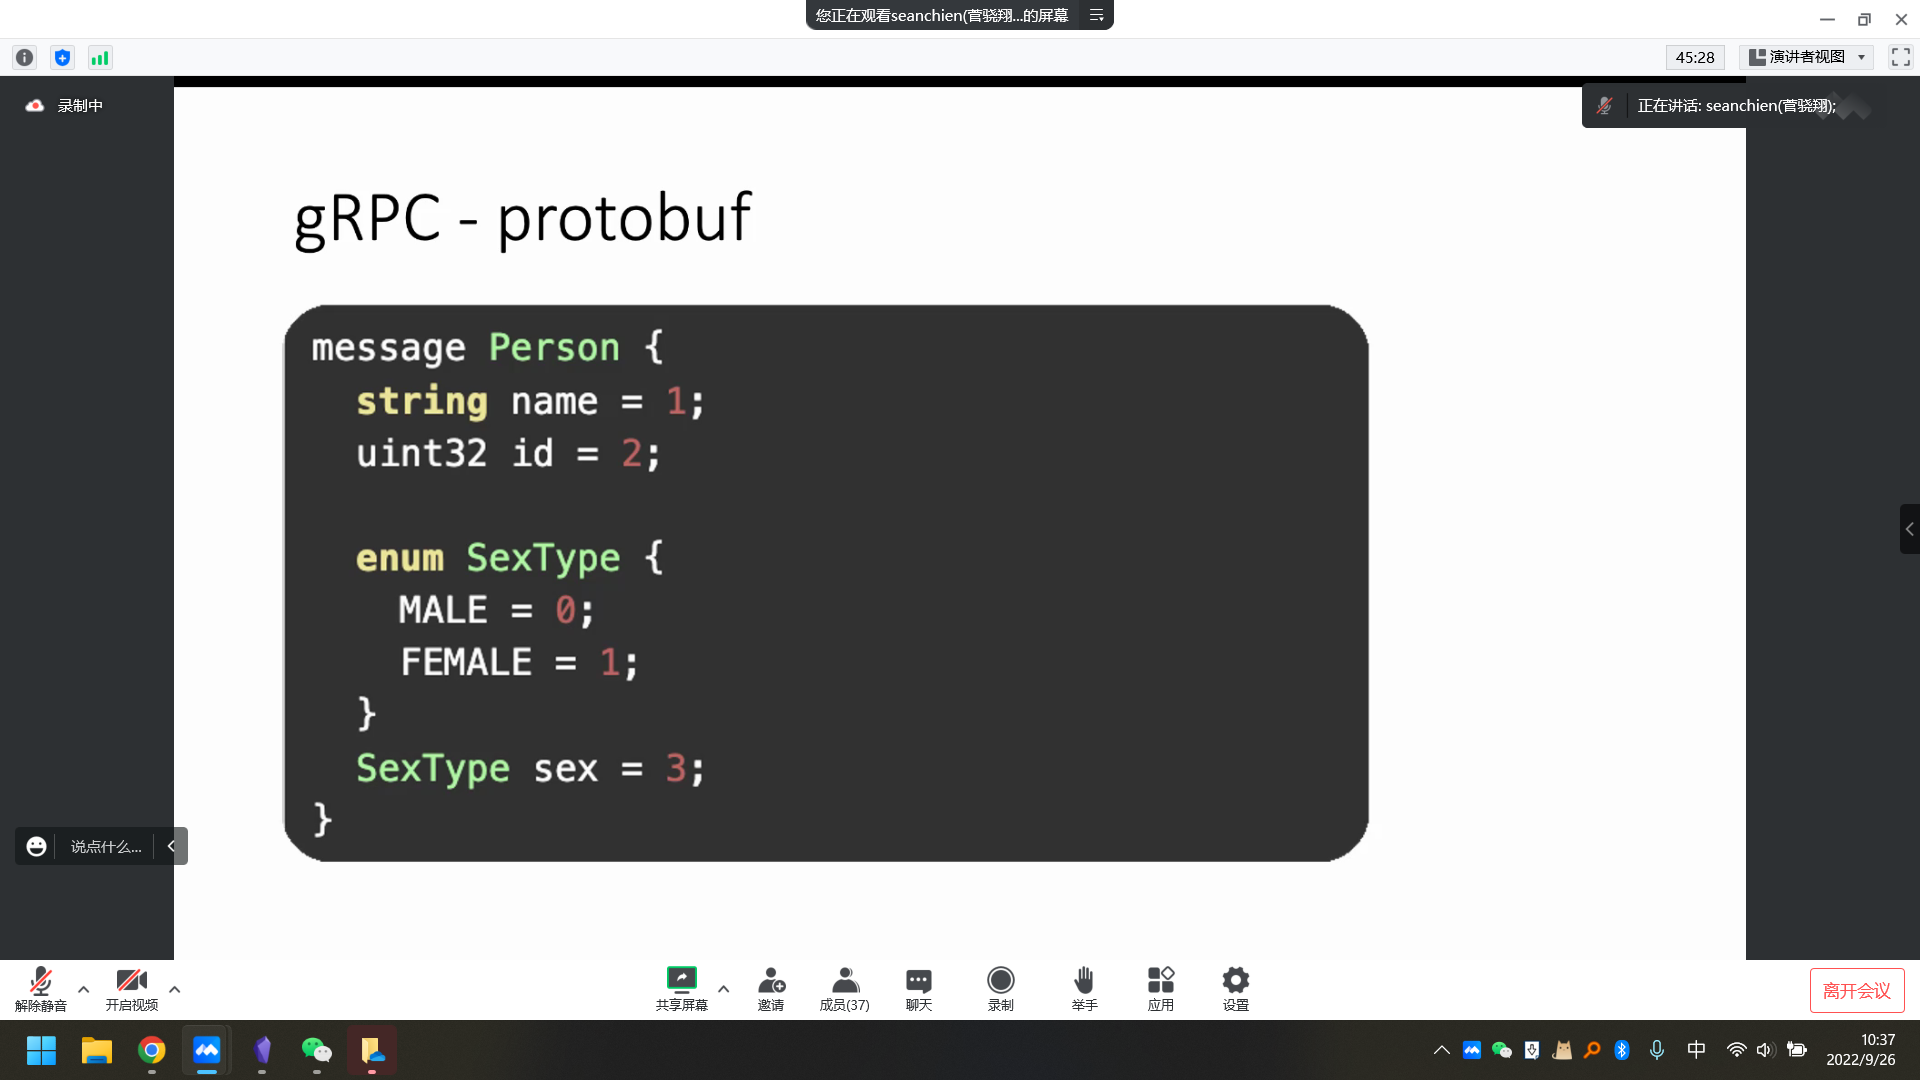 您正在观看seanchien(菅骁翔...的屏幕
45:28
演讲者视图
录制中
正在讲话: seanchien(菅骁翔);
gRPC - protobuf
message Person {
string name = 1;
uint32 id = 2;
enum SexType {
MALE = 0;
FEMALE = 1;
}
SexType sex = 3;
}
说点什么...
解除静音
开启视频
共享屏幕
邀请
成员(37)
聊天
录制
举手
应用
设置
离开会议
中
10:37
2022/9/26